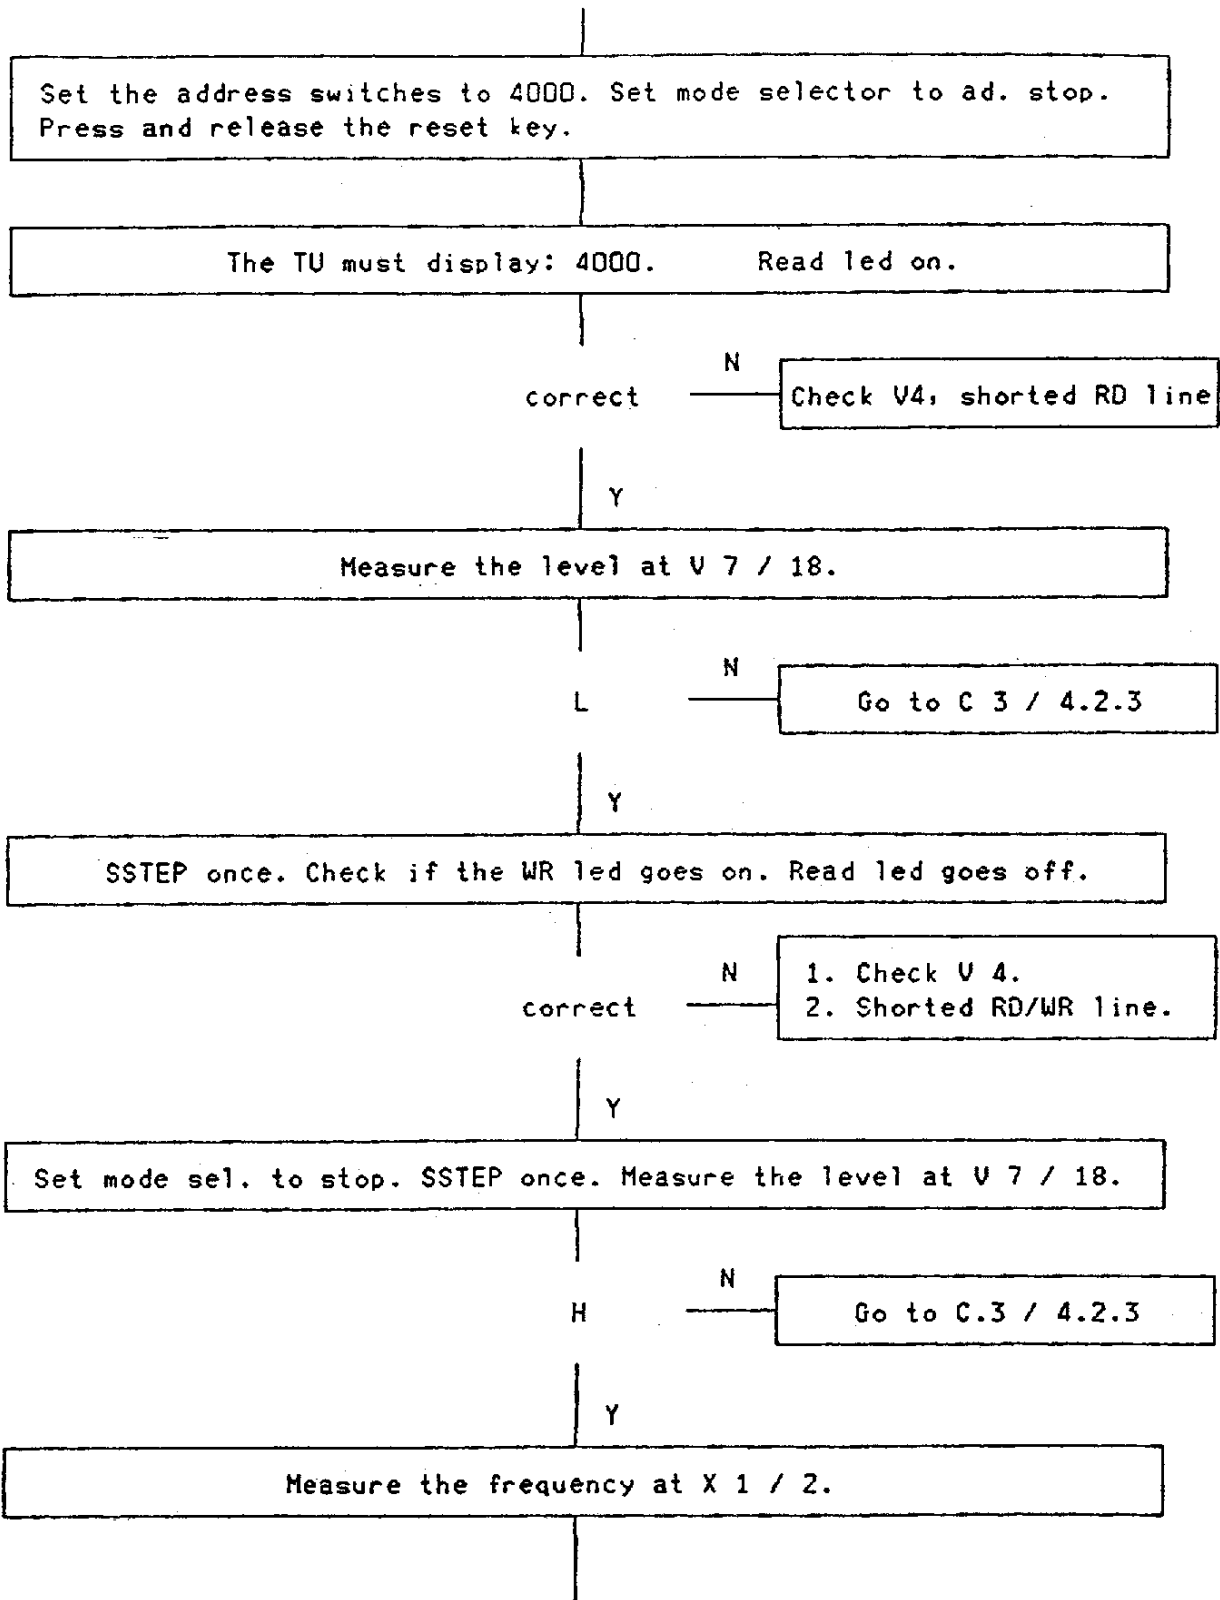 Set the address switches to 4000. Set mode selector to ad. stop.
Press and release the reset key.
The TU must display: 4000. Read led on.
N
correct
Check V4, shorted RD line
Y
Measure the level at V 7 / 18.
N
L
Go to C 3 / 4.2.3
Y
SSTEP once. Check if the WR led goes on. Read led goes off.
N
1. Check V 4.
correct
2. Shorted RD/WR line.
Y
Set mode sel. to stop. SSTEP once. Measure the level at V 7 / 18.
N
H
Go to C.3 / 4.2.3
Y
Measure the frequency at X 1 / 2.